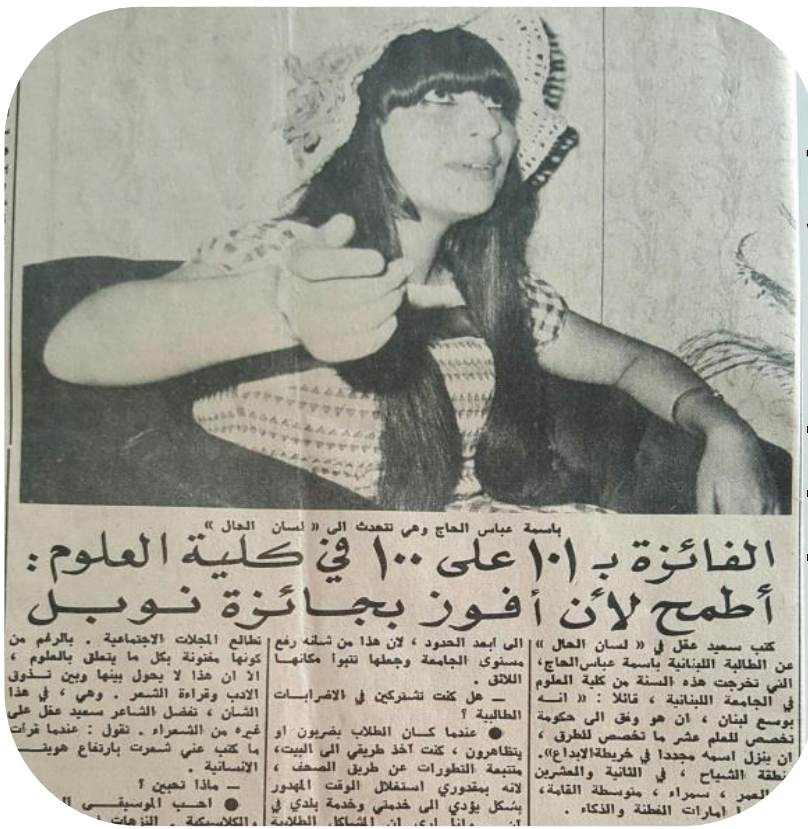 باسمة عباس الحاج وهي تتحدث الى « لسان الحال »
الفائزة بـ ١٠١ على ١٠٠ في كلية العلوم :
أطمح لأن أفوز بجائزة نوبل
كتب سعيد عقل في « لسان الحال »
عن الطالبة اللبنانية باسمة عباس الحاج،
التي تخرجت هذه السنة من كلية العلوم
في الجامعة اللبنانية ، قائلا : « انه
بوسع لبنان ، ان هو وفق الى حكومة
تخصص للعلم عشر ما تخصص للطرق ،
ان ينزل اسمه مجددا في خريطة الابداع».
منطقة الشياح ، في الثانية والعشرين
العمر ، سمراء ، متوسطة القامة،
امارات الفطنة والذكاء .
الى ابعد الحدود ، لان هذا من شانه رفع
مستوى الجامعة وجعلها تتبوأ مكانها
اللائق .
— هل كنت تشتركين في الاضرابات
الطالبية ؟
● عندما كان الطلاب يضربون او
يتظاهرون ، كنت آخذ طريقي الى البيت،
متتبعة التطورات عن طريق الصحف ،
لانه بمقدوري استغلال الوقت المهدور
بشكل يؤدي الى خدمتي وخدمة بلدي في
وانا ارى ان المشاكل الطلابية
تطالع المجلات الاجتماعية . بالرغم من
كونها مفتونة بكل ما يتعلق بالعلوم ،
الا ان هذا لا يحول بينها وبين تذوق
الادب وقراءة الشعر . وهي ، في هذا
الشأن ، تفضل الشاعر سعيد عقل على
غيره من الشعراء . تقول : عندما قرات
ما كتب عني شعرت بارتفاع هويتي
الانسانية .
— ماذا تحبين ؟
● احب الموسيقى
والكلاسيكية . النزهات